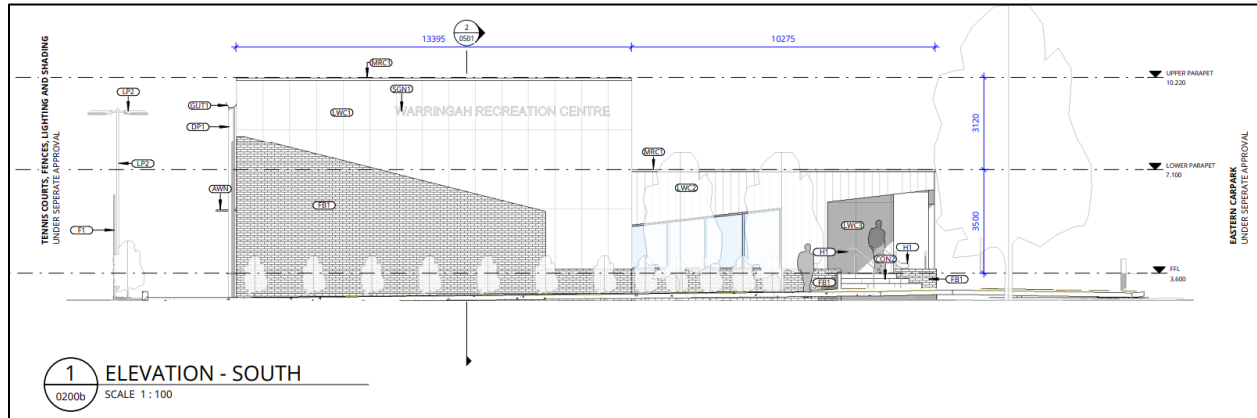 2
0501
13395
10275
MRC1
UPPER PARAPET
10.220
SGN1
LP2
GUT1
LWC1
WARRINGAH RECREATION CENTRE
DP1
3120
TENNIS COURTS, FENCES, LIGHTING AND SHADING
UNDER SEPERATE APPROVAL
MRC1
LP2
LOWER PARAPET
7.100
AWN
LWC2
FB1
EASTERN CARPARK
UNDER SEPERATE APPROVAL
F1
LWC3
3500
H1
H1
CON2
FFL
3.600
FB1
FB1
1
0200b
ELEVATION - SOUTH
SCALE 1 : 100